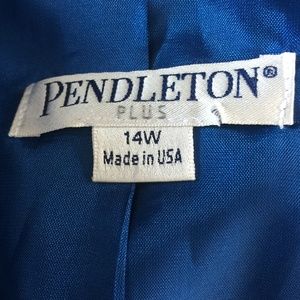 PENDLETON®
PLUS
14W
Made in USA